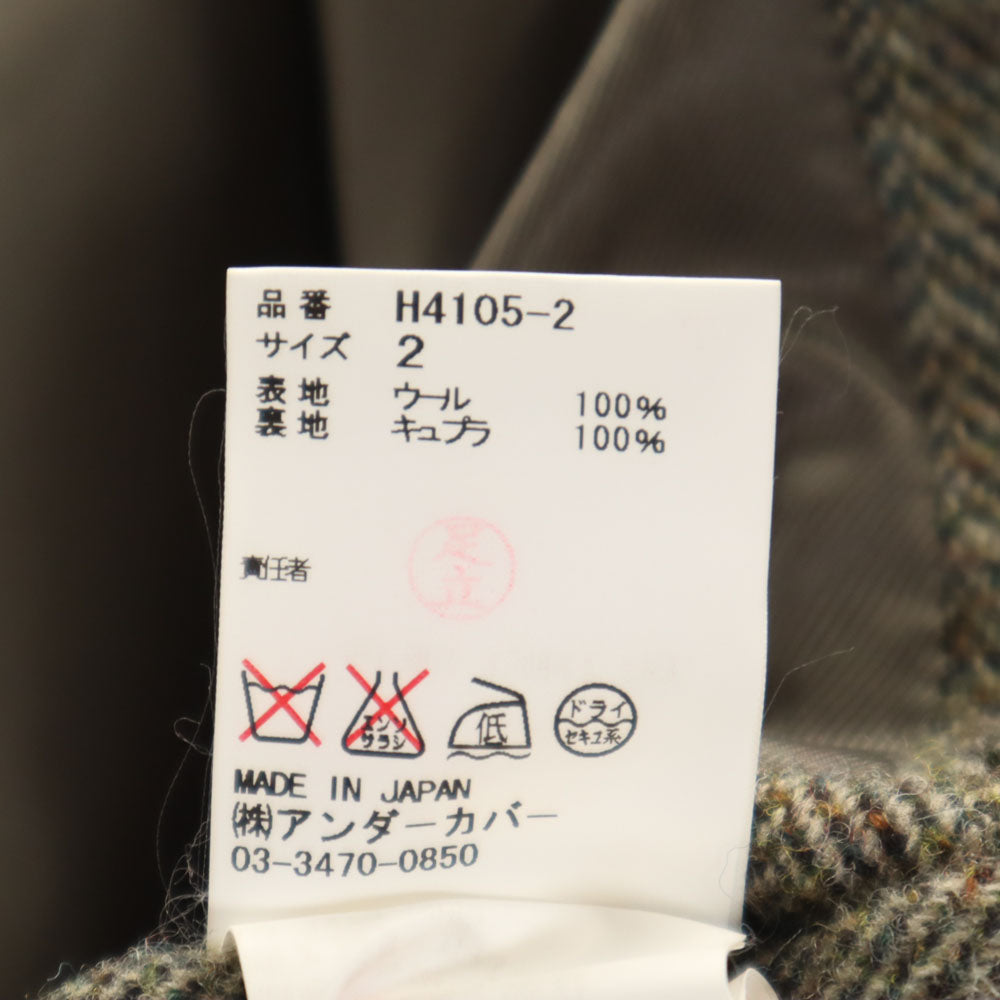 品番 H4105-2
サイズ 2
表地 ウール 100%
裏地 キュプラ 100%
責任者 足立
エンソサラシ
低
ドライ
セキユ系
MADE IN JAPAN
㈱アンダーカバー
03-3470-0850